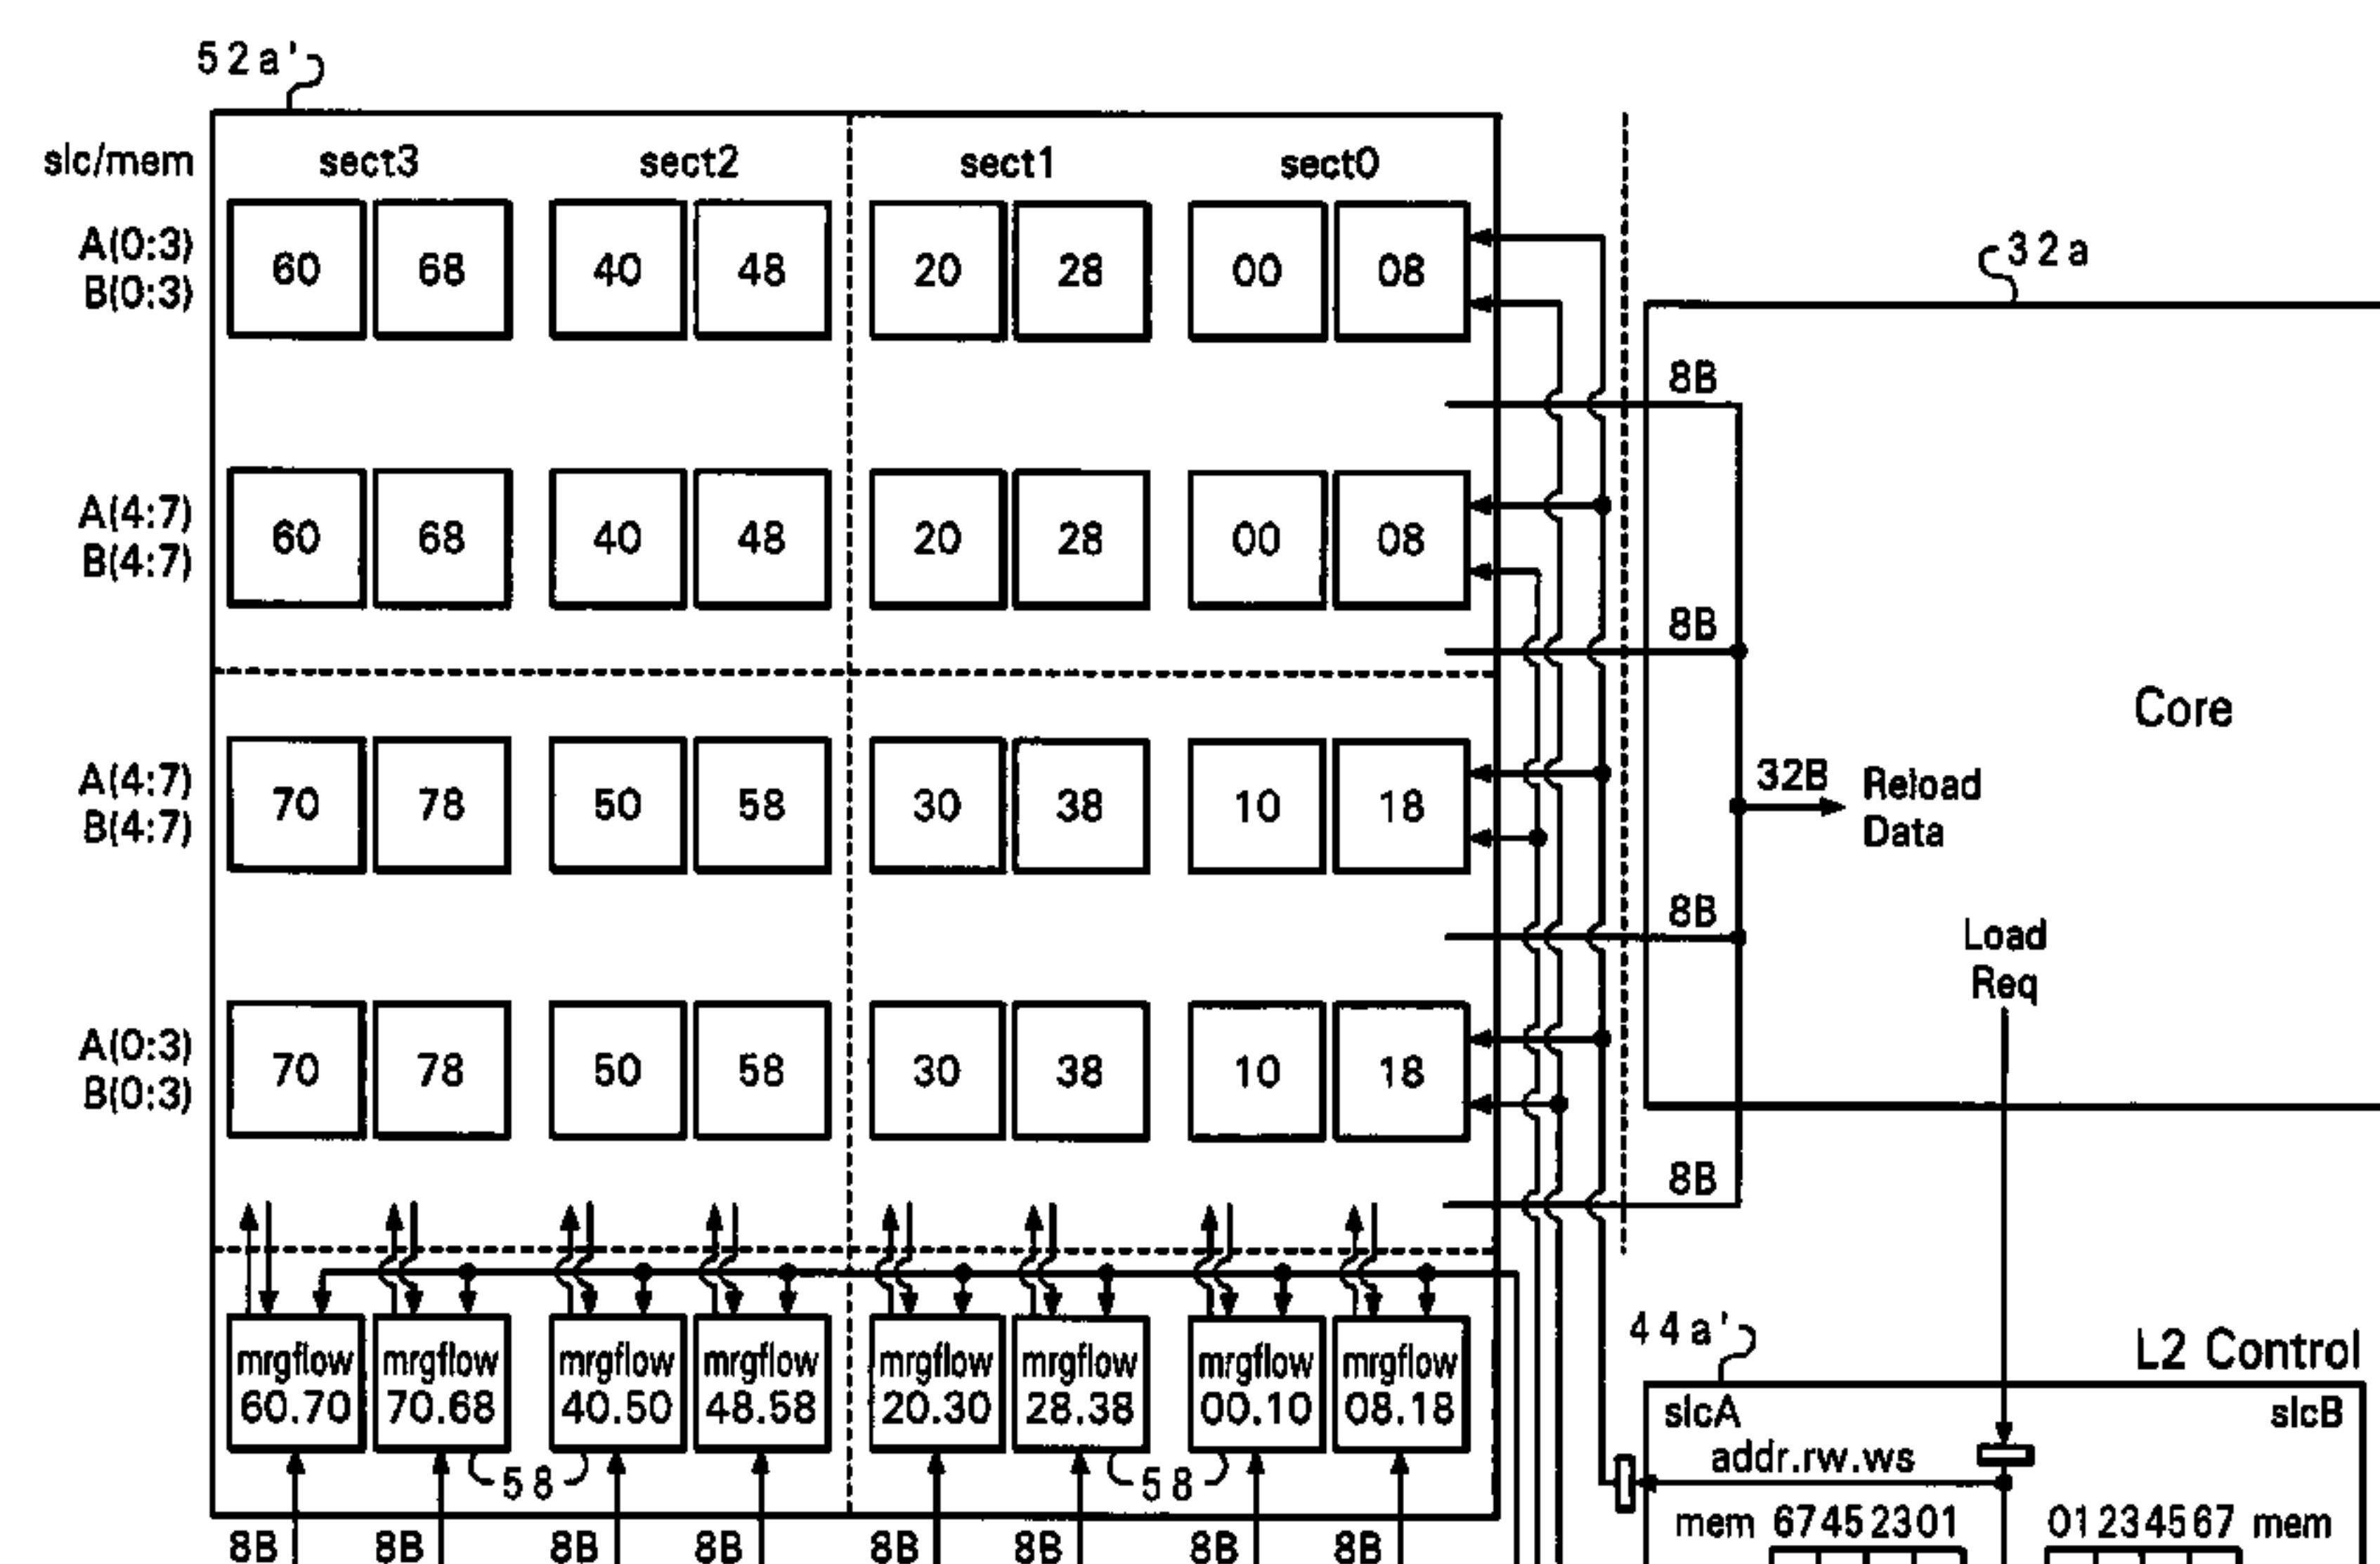 52a'
slc/mem sect3 sect2 sect1 sect0
A(0:3)
B(0:3)
60 68 40 48 20 28 00 08
32a
8B
A(4:7)
B(4:7)
60 68 40 48 20 28 00 08
8B
Core
A(4:7)
B(4:7)
70 78 50 58 30 38 10 18
32B Reload
Data
8B
Load
Req
A(0:3)
B(0:3)
70 78 50 58 30 38 10 18
8B
mrgflow mrgflow mrgflow mrgflow mrgflow mrgflow mrgflow mrgflow
60.70 70.68 40.50 48.58 20.30 28.38 00.10 08.18
58 58
8B 8B 8B 8B 8B 8B 8B 8B
44a'
L2 Control
slcA slcB
addr.rw.ws
mem 67452301 01234567 mem